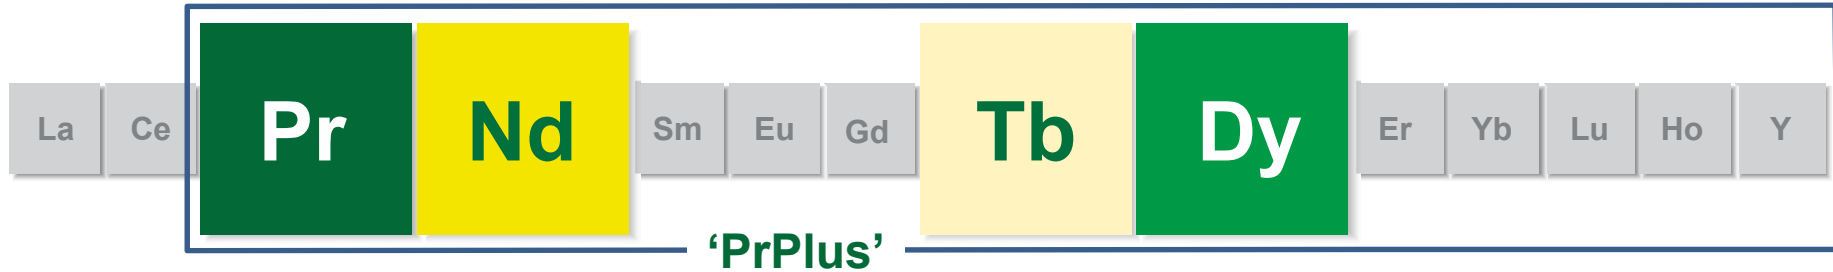 La Ce Pr Nd Sm Eu Gd Tb Dy Er Yb Lu Ho Y
‘PrPlus’